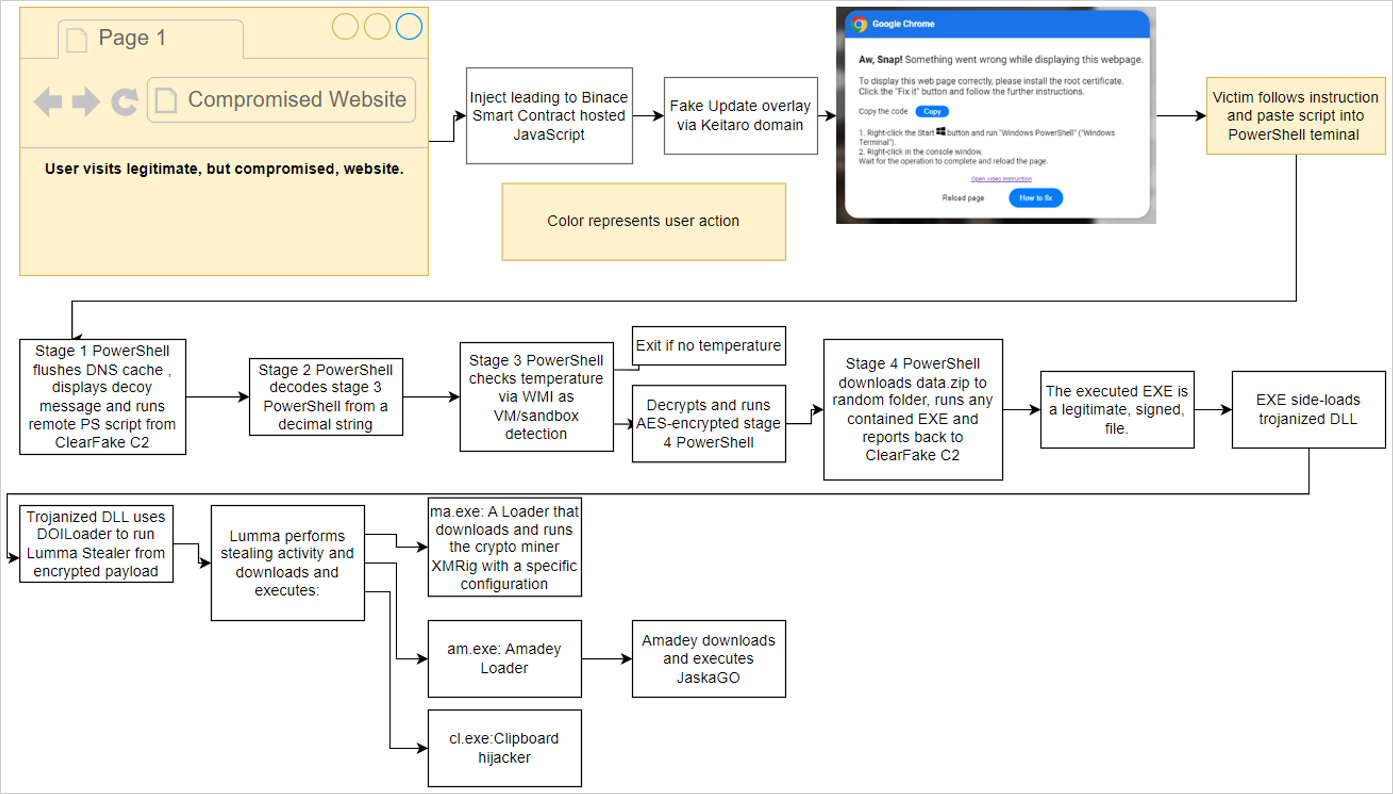 Page 1
Compromised Website
User visits legitimate, but compromised, website.
Inject leading to Binace
Smart Contract hosted
JavaScript
Fake Update overlay
via Keitaro domain
Google Chrome
Aw, Snap! Something went wrong while displaying this webpage.
To display this web page correctly, please install the root certificate.
Click the "Fix it" button and follow the further instructions.
Copy the code Copy
1. Right-click the Start button and run "Windows PowerShell" ("Windows
Terminal").
2. Right-click in the console window.
Wait for the operation to complete and reload the page.
Open video instruction
Reload page How to fix
Victim follows instruction
and paste script into
PowerShell teminal
Color represents user action
Stage 1 PowerShell
flushes DNS cache ,
displays decoy
message and runs
remote PS script from
ClearFake C2
Stage 2 PowerShell
decodes stage 3
PowerShell from a
decimal string
Stage 3 PowerShell
checks temperature
via WMI as
VM/sandbox
detection
Exit if no temperature
Decrypts and runs
AES-encrypted stage
4 PowerShell
Stage 4 PowerShell
downloads data.zip to
random folder, runs any
contained EXE and
reports back to
ClearFake C2
The executed EXE is
a legitimate, signed,
file.
EXE side-loads
trojanized DLL
Trojanized DLL uses
DOILoader to run
Lumma Stealer from
encrypted payload
Lumma performs
stealing activity and
downloads and
executes:
ma.exe: A Loader that
downloads and runs
the crypto miner
XMRig with a specific
configuration
am.exe: Amadey
Loader
Amadey downloads
and executes
JaskaGO
cl.exe:Clipboard
hijacker